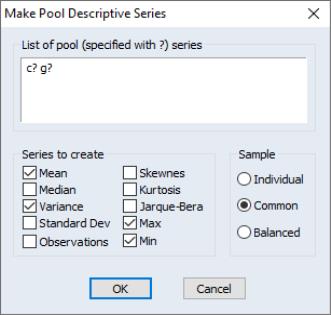 Make Pool Descriptive Series
List of pool (specified with ?) series
c? g?
Series to create
Mean
Skewnes
Median
Kurtosis
Variance
Jarque-Bera
Standard Dev
Max
Observations
Min
Sample
Individual
Common
Balanced
OK
Cancel